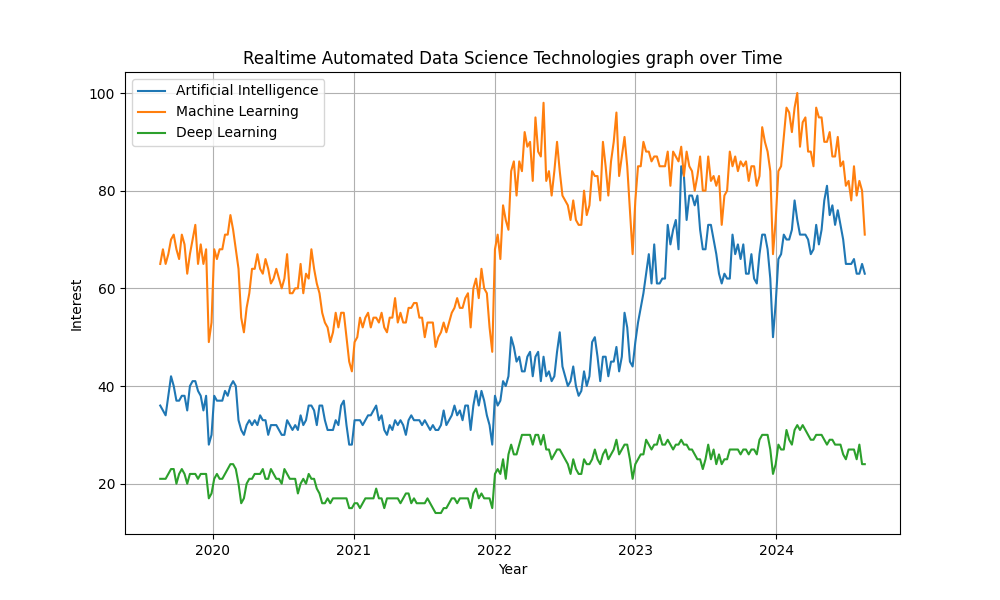 Realtime Automated Data Science Technologies graph over Time
Artificial Intelligence
Machine Learning
Deep Learning
100
80
60
40
20
Interest
2020 2021 2022 2023 2024
Year